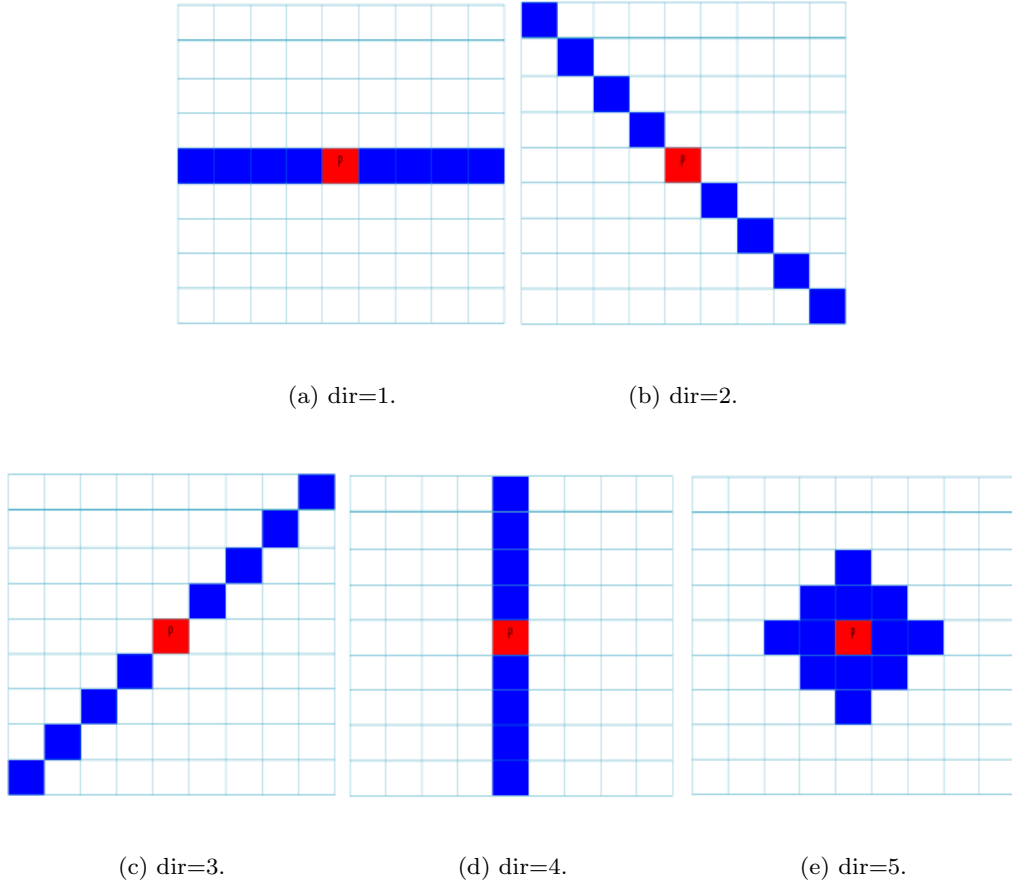 P
P
(a) dir=1.
(b) dir=2.
P
P
P
(c) dir=3.
(d) dir=4.
(e) dir=5.